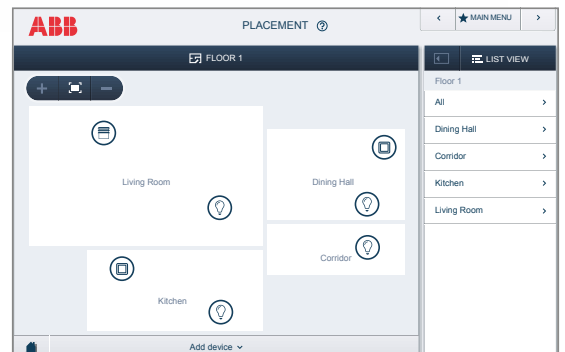 ABB
PLACEMENT ?
MAIN MENU
FLOOR 1
LIST VIEW
Floor 1
All
Dining Hall
Corridor
Kitchen
Living Room
Living Room
Dining Hall
Corridor
Kitchen
Add device